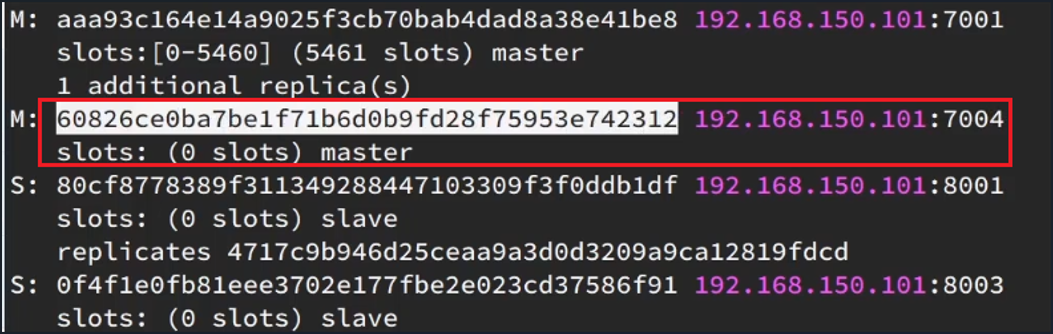 M: aaa93c164e14a9025f3cb70bab4dad8a38e41be8 192.168.150.101:7001
slots:[0-5460] (5461 slots) master
1 additional replica(s)
M: 60826ce0ba7be1f71b6d0b9fd28f75953e742312 192.168.150.101:7004
slots: (0 slots) master
S: 80cf8778389f311349288447103309f3f0ddb1df 192.168.150.101:8001
slots: (0 slots) slave
replicates 4717c9b946d25ceaa9a3d0d3209a9ca12819fdcd
S: 0f4f1e0fb81eee3702e177fbe2e023cd37586f91 192.168.150.101:8003
slots: (0 slots) slave